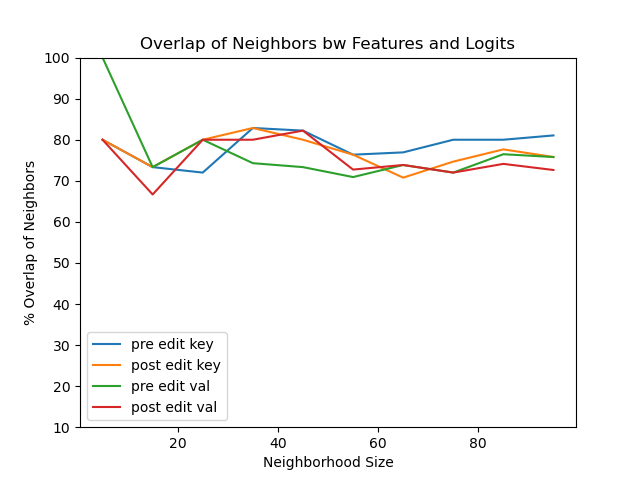 Overlap of Neighbors bw Features and Logits
100
90
80
70
60
50
40
30
20
10
% Overlap of Neighbors
pre edit key
post edit key
pre edit val
post edit val
20 40 60 80
Neighborhood Size